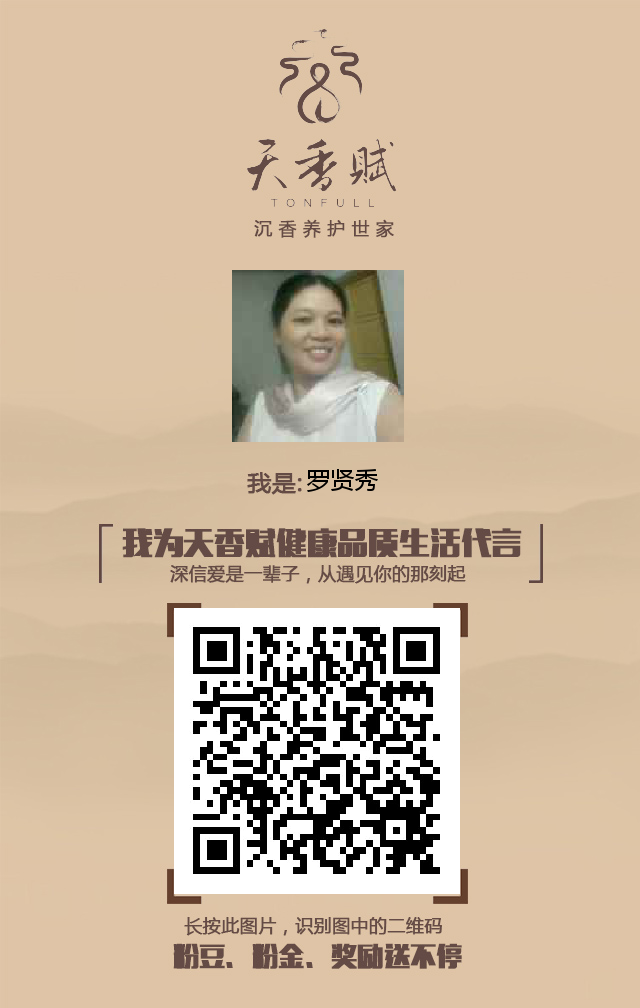 天香赋
TONFULL
沉香养护世家
我是:罗贤秀
我为天香赋健康品质生活代言
深信爱是一辈子，从遇见你的那刻起
长按此图片，识别图中的二维码
粉豆、粉金、奖励送不停